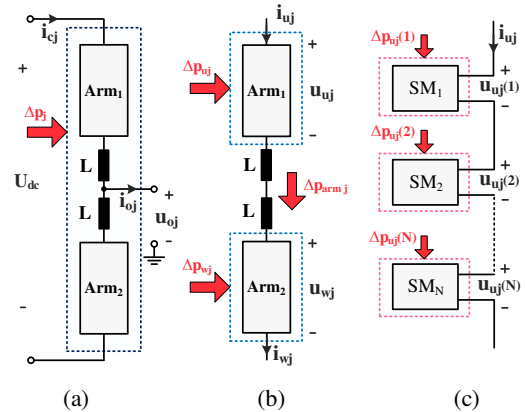 i_cj
+
Δp_j
U_dc
-
Arm_1
L
L
i_oj
+
u_oj
-
Arm_2
(a)
i_uj
Δp_uj
Arm_1
+
u_uj
-
L
L
Δp_arm j
Δp_wj
Arm_2
+
u_wj
-
i_wj
(b)
Δp_uj(1)
i_uj
SM_1
+
u_uj(1)
-
Δp_uj(2)
SM_2
+
u_uj(2)
-
Δp_uj(N)
SM_N
+
u_uj(N)
-
(c)